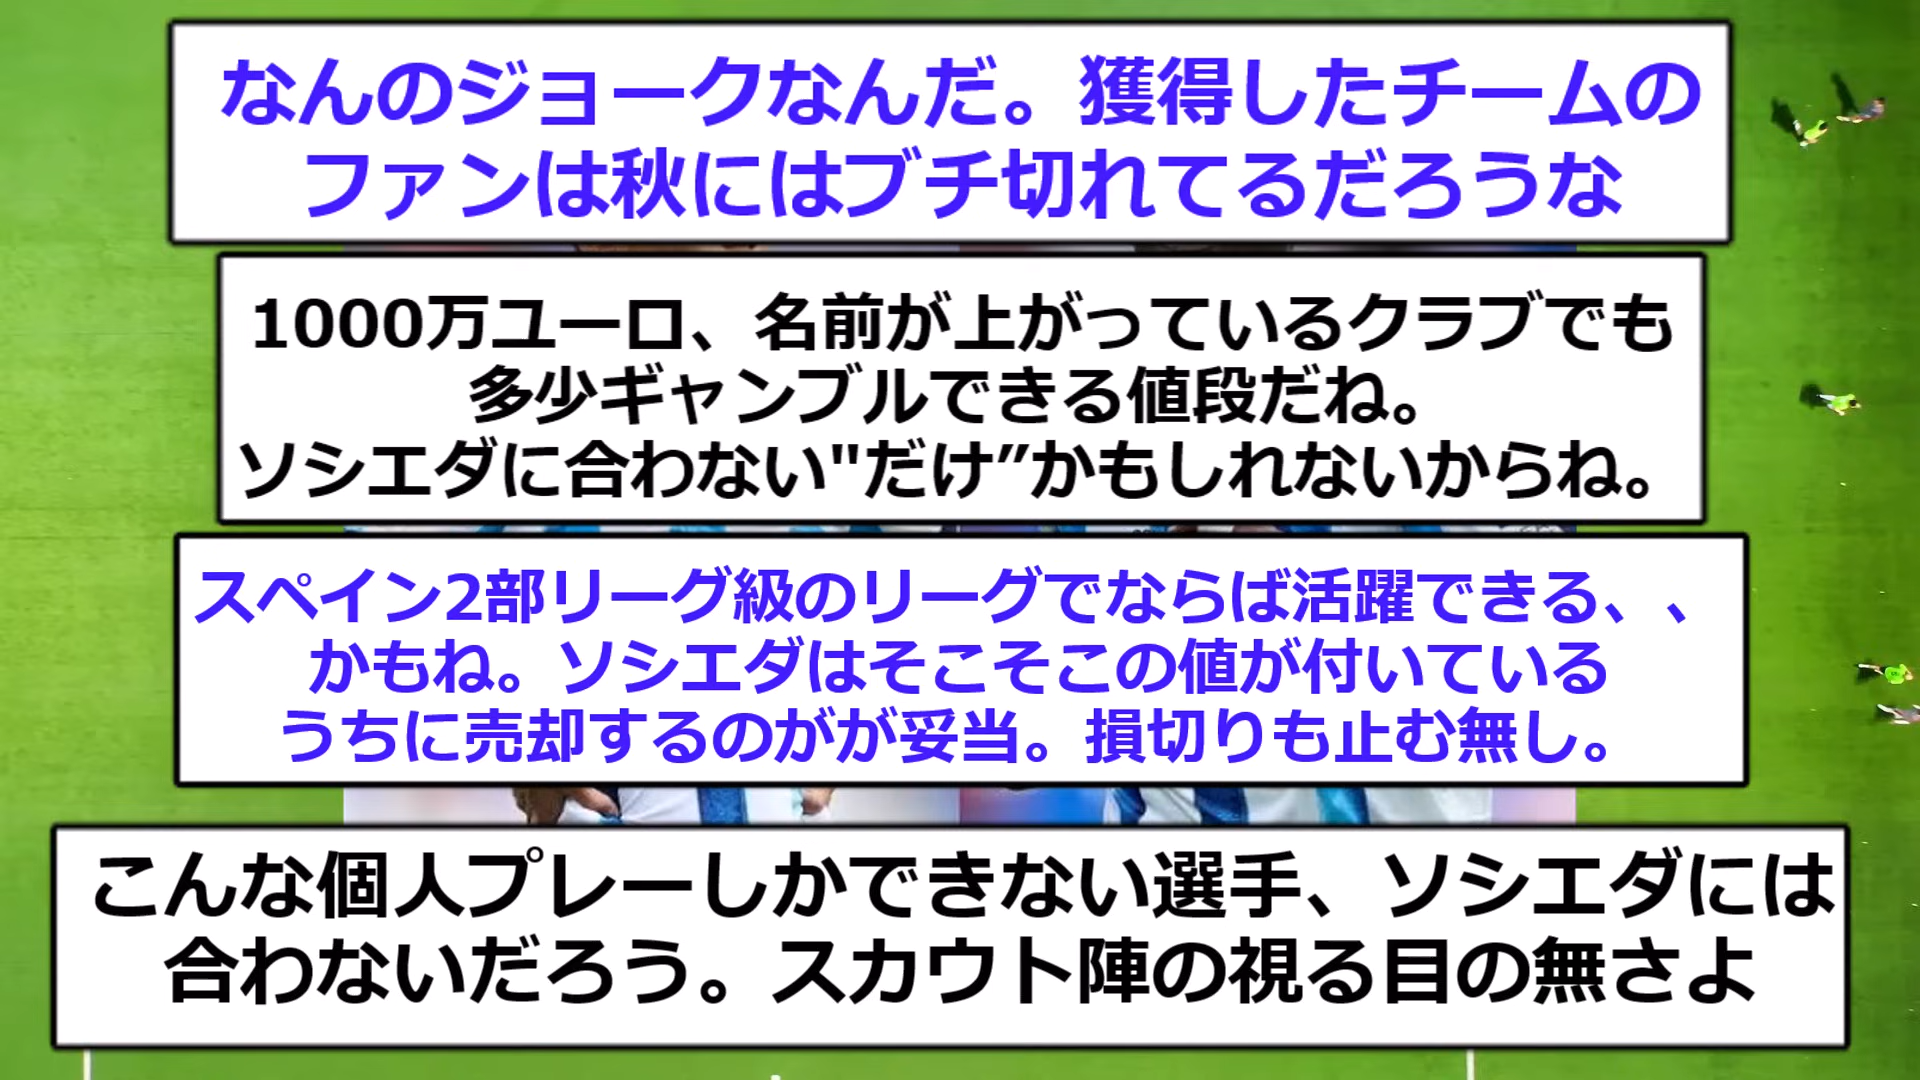 なんのジョークなんだ。獲得したチームの
ファンは秋にはブチ切れてるだろうな
1000万ユーロ、名前が上がっているクラブでも
多少ギャンブルできる値段だね。
ソシエダに合わない"だけ”かもしれないからね。
スペイン2部リーグ級のリーグでならば活躍できる、、
かもね。ソシエダはそこそこの値が付いている
うちに売却するのがが妥当。損切りも止む無し。
こんな個人プレーしかできない選手、ソシエダには
合わないだろう。スカウト陣の視る目の無さよ